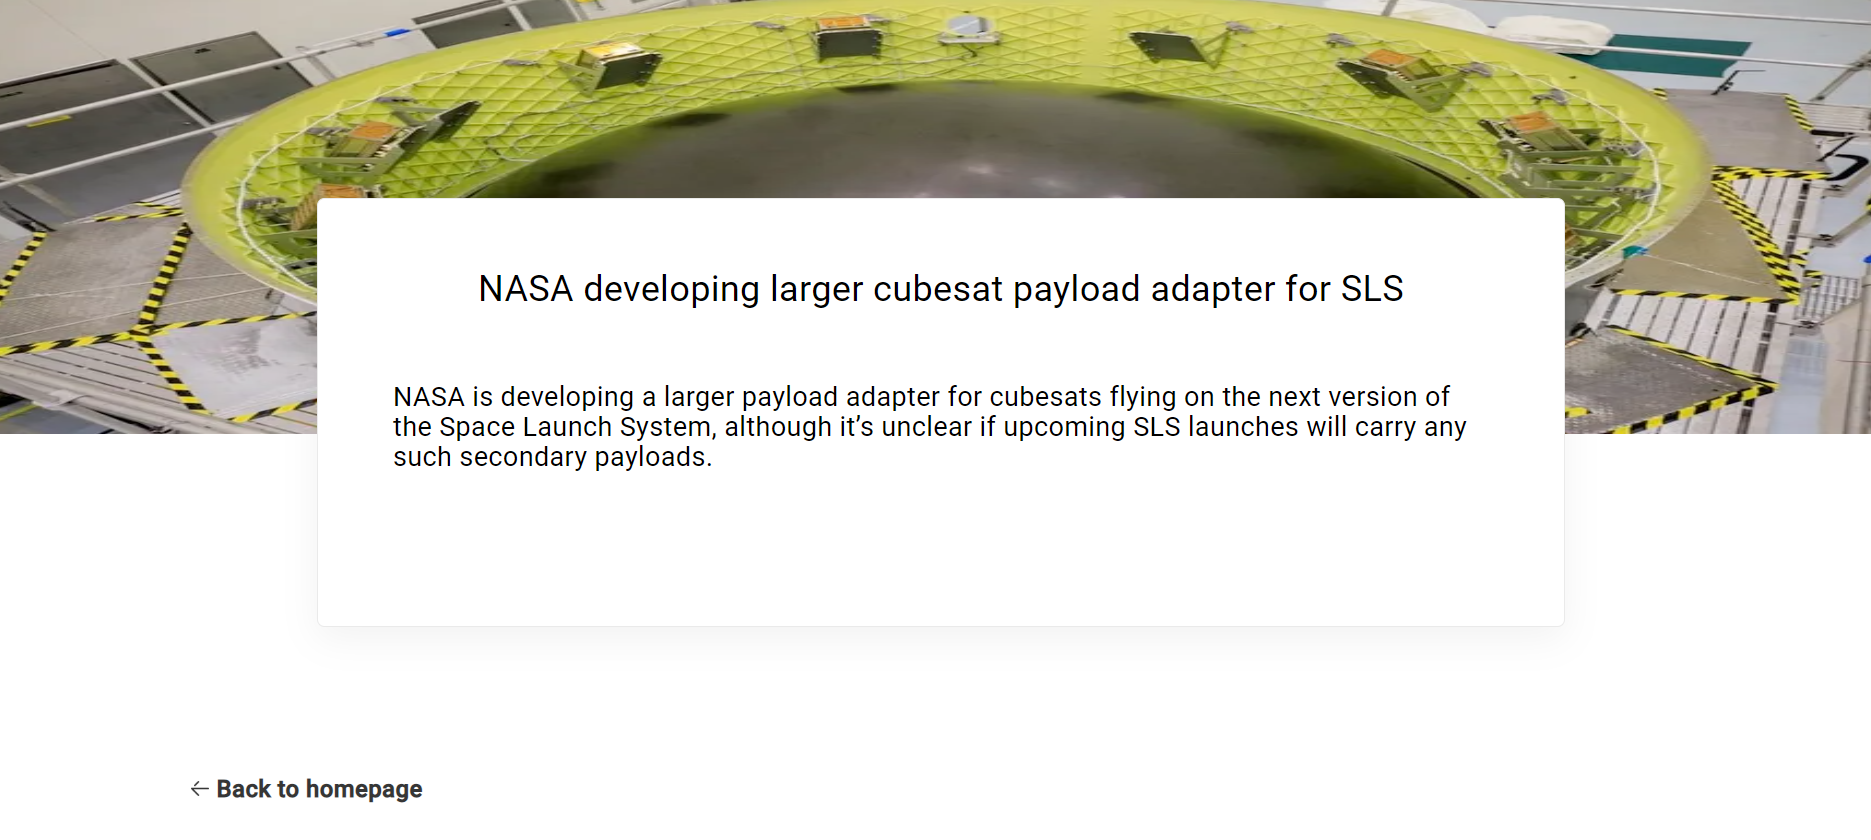 NASA developing larger cubesat payload adapter for SLS
NASA is developing a larger payload adapter for cubesats flying on the next version of
the Space Launch System, although it’s unclear if upcoming SLS launches will carry any
such secondary payloads.
← Back to homepage